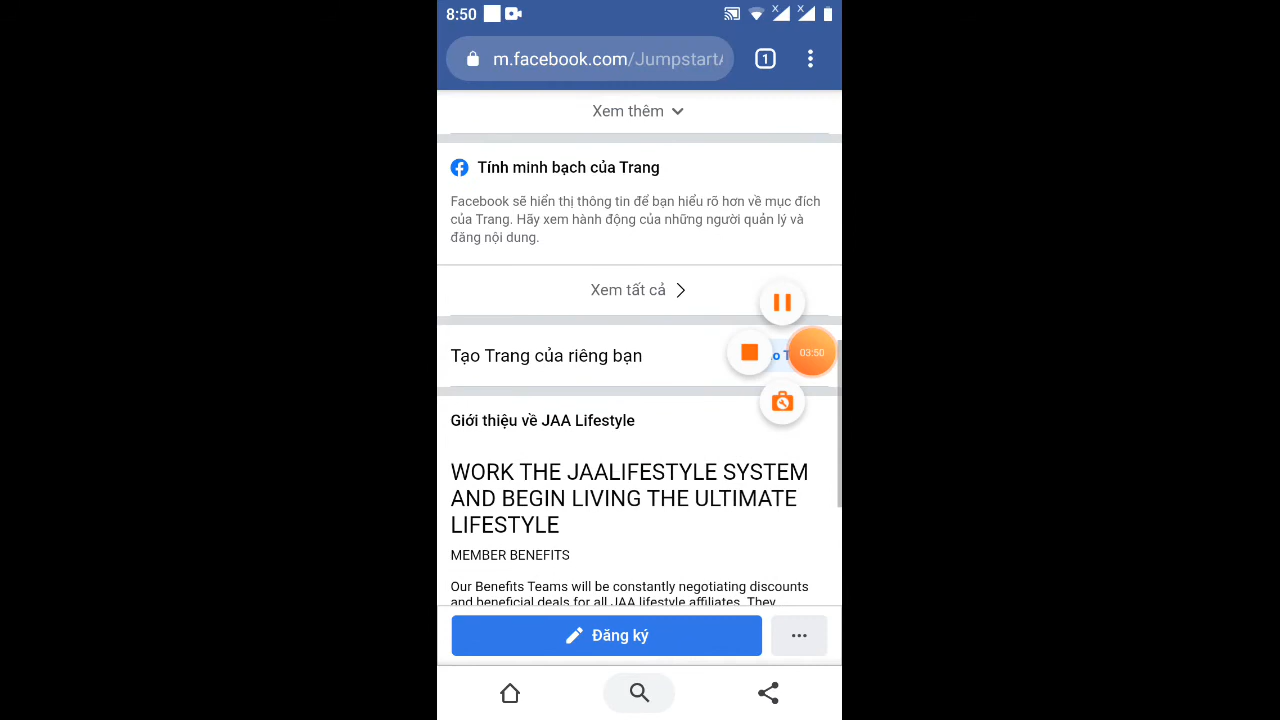 8:50
m.facebook.com/Jumpstart
1
Xem thêm
Tính minh bạch của Trang
Facebook sẽ hiển thị thông tin để bạn hiểu rõ hơn về mục đích
của Trang. Hãy xem hành động của những người quản lý và
đăng nội dung.
Xem tất cả
Tạo Trang của riêng bạn
03:50
Giới thiệu về JAA Lifestyle
WORK THE JAALIFESTYLE SYSTEM
AND BEGIN LIVING THE ULTIMATE
LIFESTYLE
MEMBER BENEFITS
Our Benefits Teams will be constantly negotiating discounts
and beneficial deals for all JAA lifestyle affiliates. They
Đăng ký